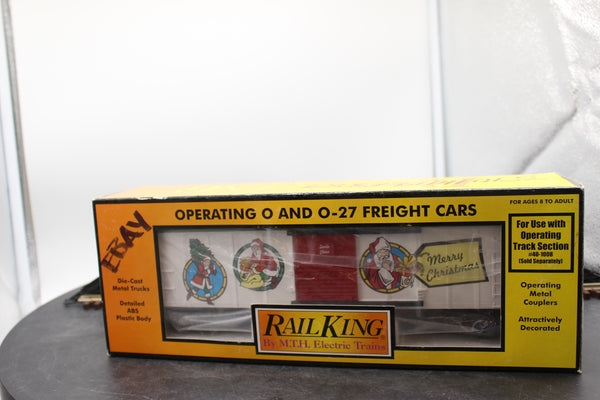 FOR AGES 8 TO ADULT
OPERATING O AND O-27 FREIGHT CARS
EBAY
For Use with
Operating
Track Section
#40-1008
(Sold Separately)
Die-Cast
Metal Trucks
Detailed
ABS
Plastic Body
Merry
Christmas
Operating
Metal
Couplers
Attractively
Decorated
RAILKING®
By M.T.H. Electric Trains